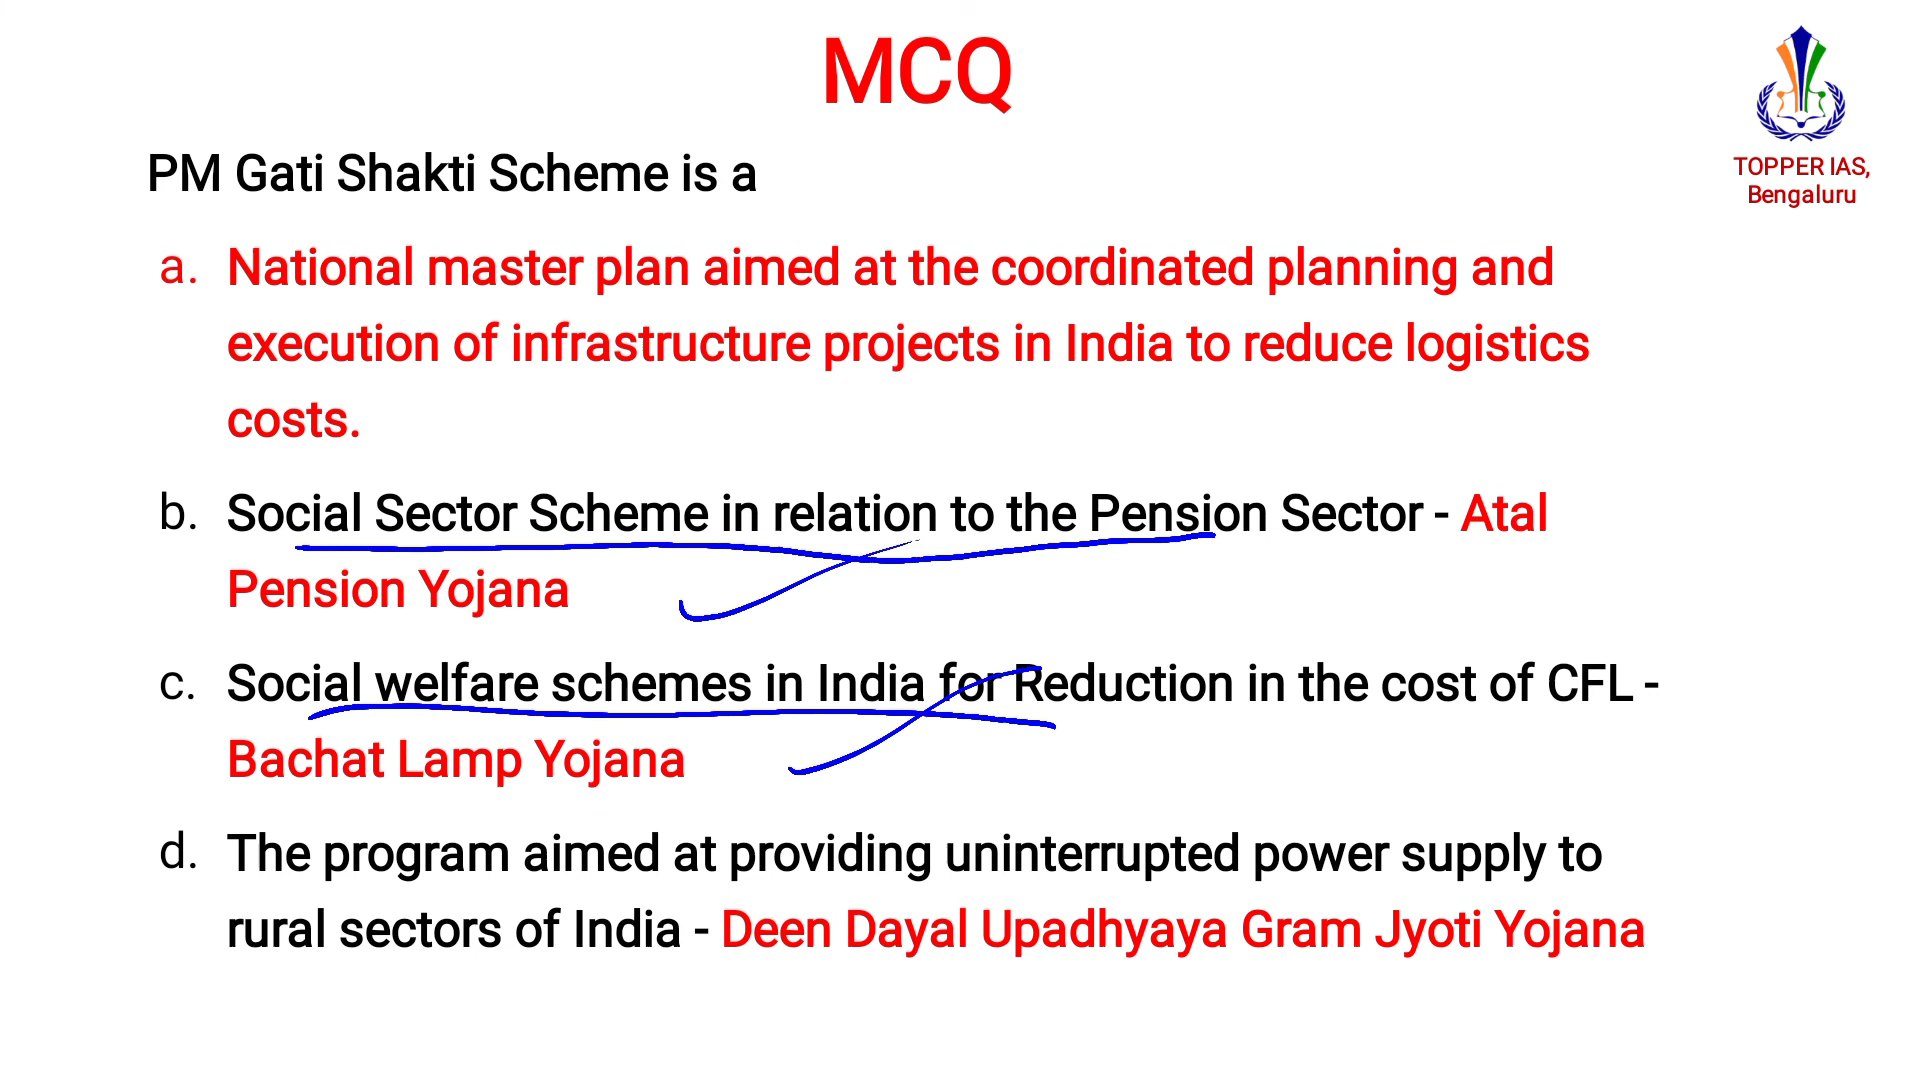 MCQ
TOPPER IAS,
Bengaluru
PM Gati Shakti Scheme is a
a. National master plan aimed at the coordinated planning and
execution of infrastructure projects in India to reduce logistics
costs.
b. Social Sector Scheme in relation to the Pension Sector - Atal
Pension Yojana
c. Social welfare schemes in India for Reduction in the cost of CFL -
Bachat Lamp Yojana
d. The program aimed at providing uninterrupted power supply to
rural sectors of India - Deen Dayal Upadhyaya Gram Jyoti Yojana